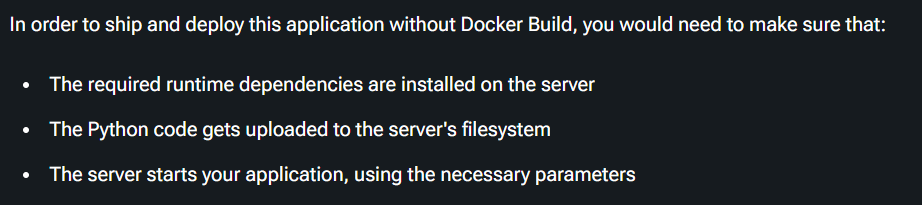 In order to ship and deploy this application without Docker Build, you would need to make sure that:
• The required runtime dependencies are installed on the server
• The Python code gets uploaded to the server's filesystem
• The server starts your application, using the necessary parameters